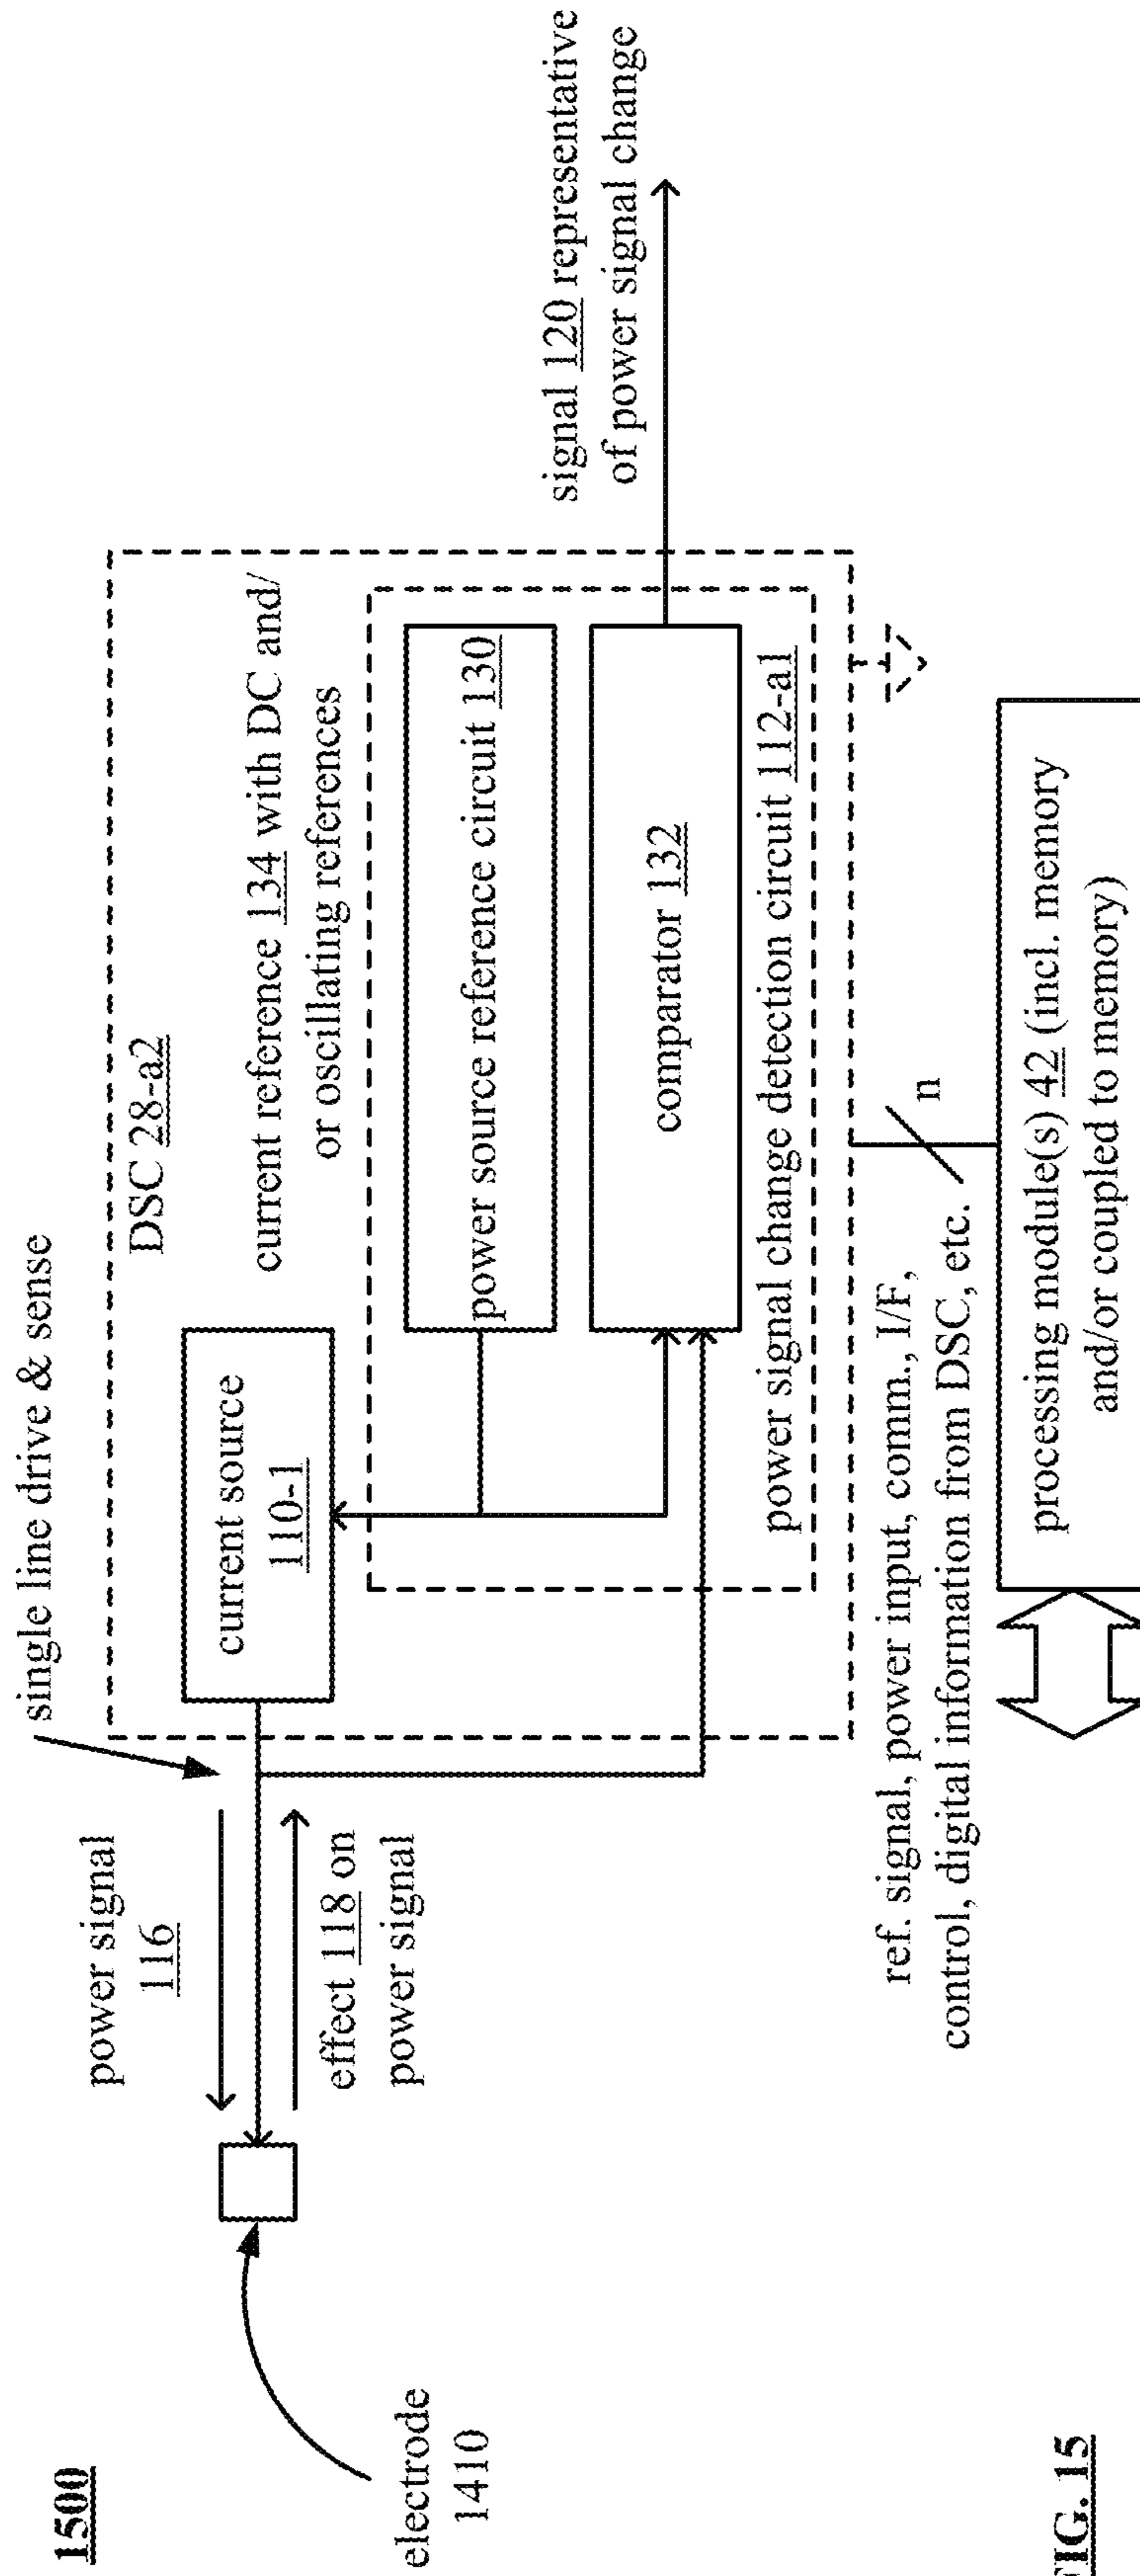 1500
single line drive & sense
DSC 28-a2
power signal
116
current source
110-1
current reference 134 with DC and/
or oscillating references
effect 118 on
power signal
power source reference circuit 130
signal 120 representative
of power signal change
electrode
1410
comparator 132
power signal change detection circuit 112-a1
n
ref. signal, power input, comm., I/F,
control, digital information from DSC, etc.
processing module(s) 42 (incl. memory
and/or coupled to memory)
FIG. 15